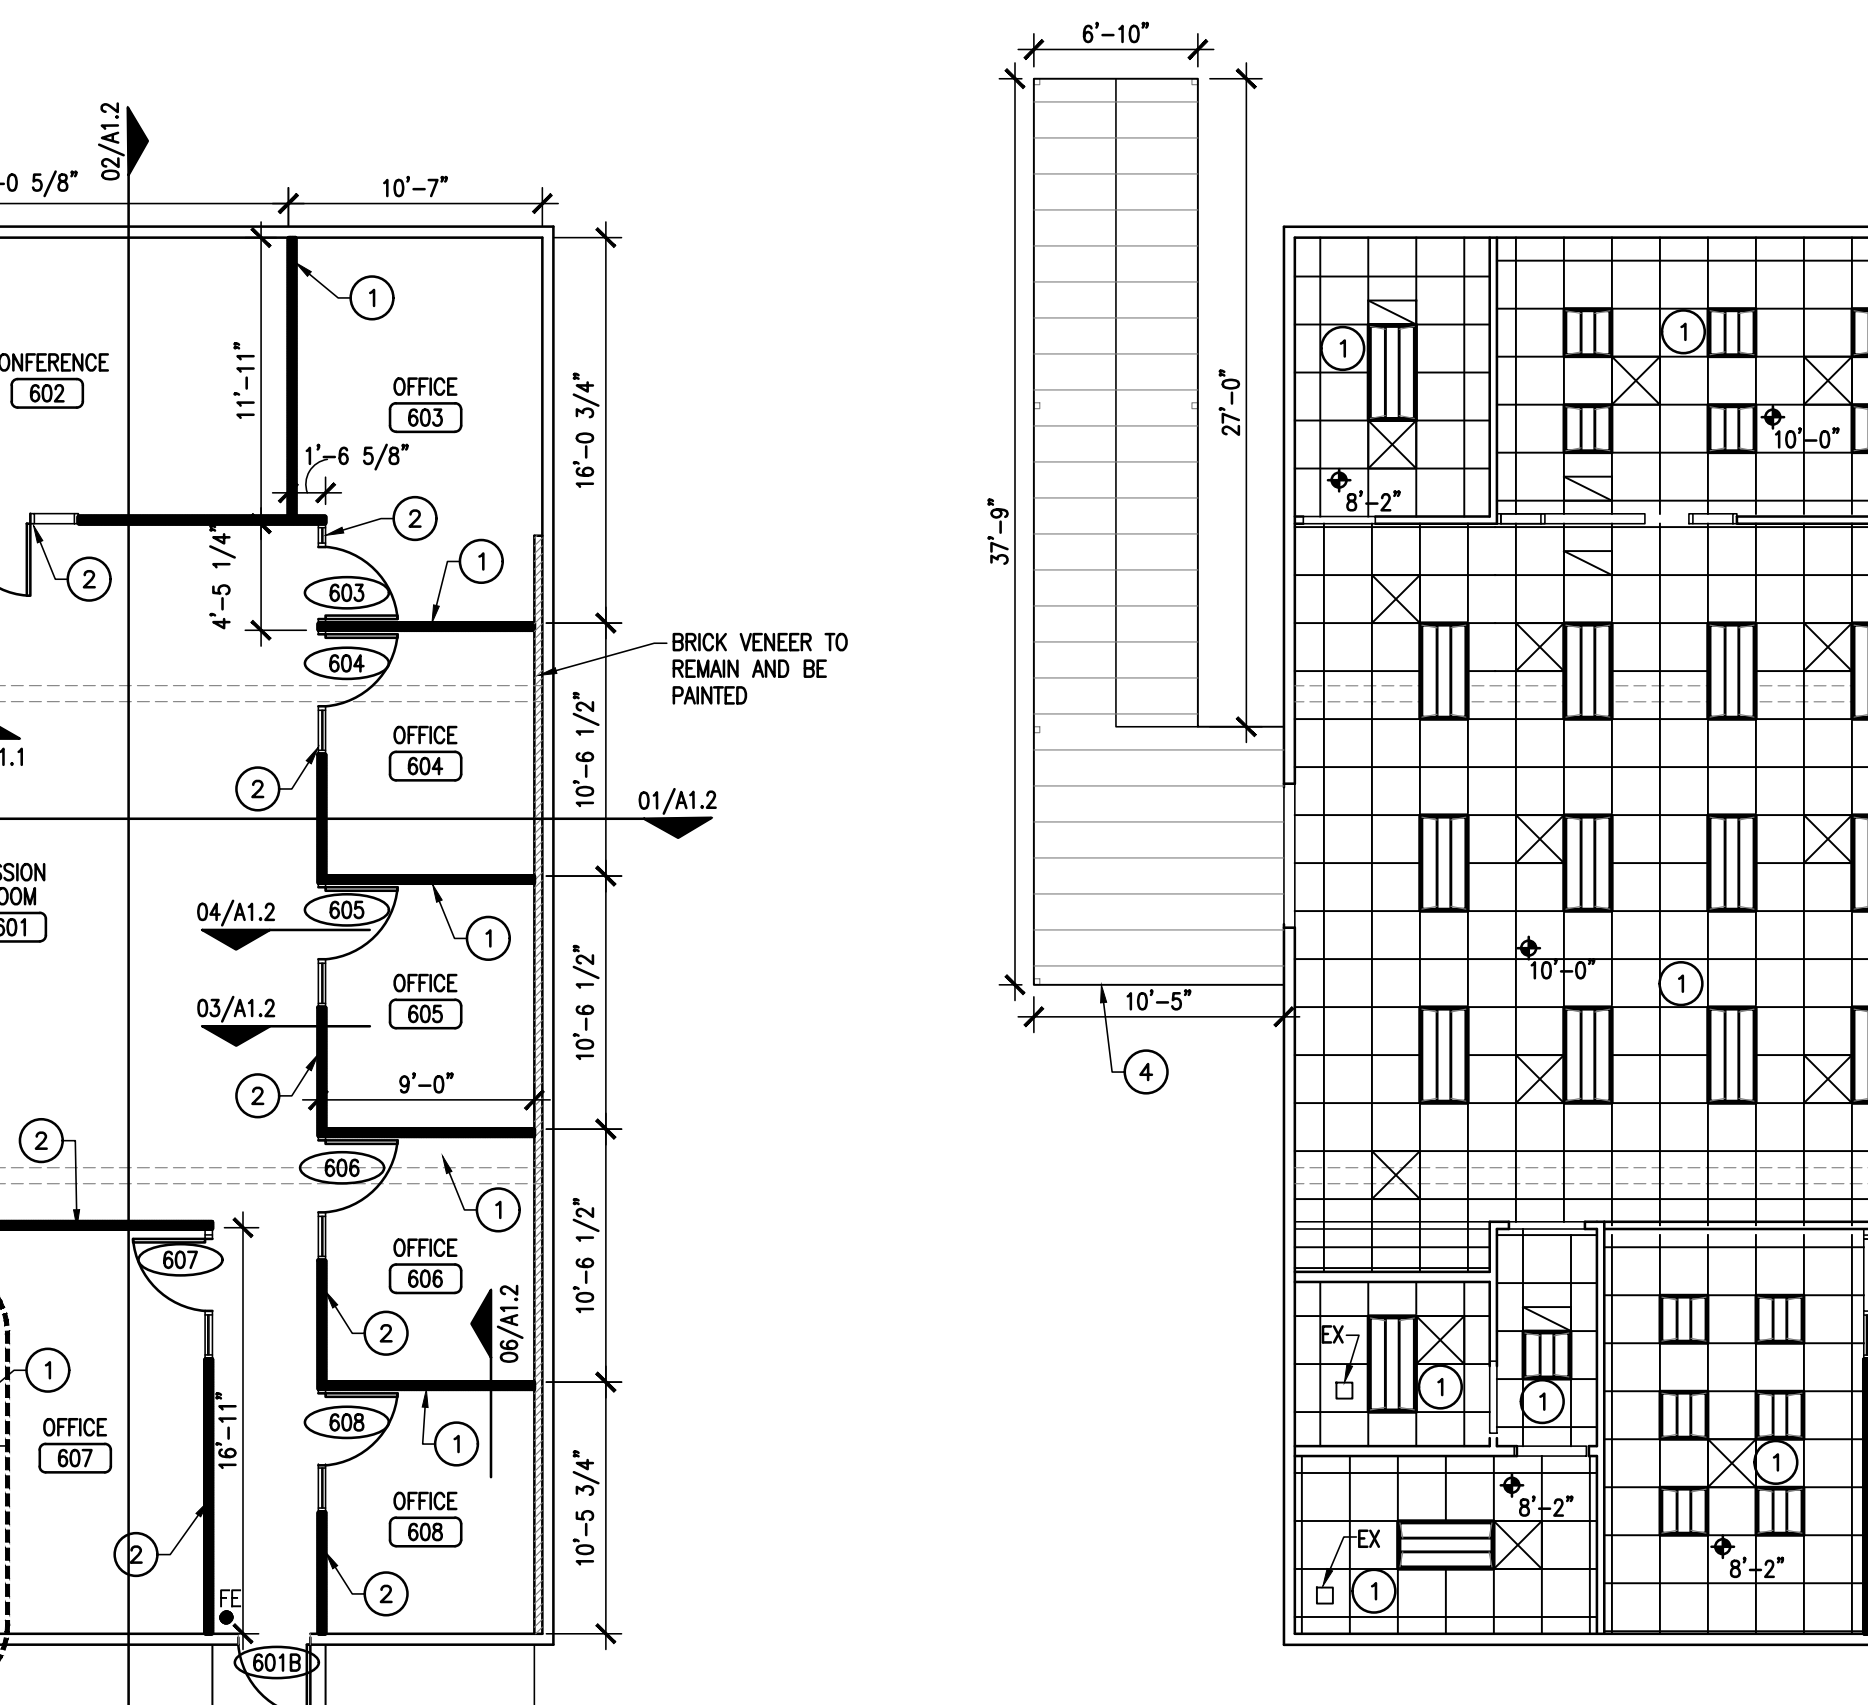 02/A1.2
-0 5/8"
10'-7"
1
11'-11"
ONFERENCE
602
OFFICE
603
16'-0 3/4"
1'-6 5/8"
2
2
4'-5 1/4"
1
603
604
BRICK VENEER TO
REMAIN AND BE
PAINTED
OFFICE
604
10'-6 1/2"
1.1
2
01/A1.2
SSION
OOM
601
04/A1.2
605
1
03/A1.2
OFFICE
605
10'-6 1/2"
2
9'-0"
2
606
1
607
OFFICE
606
10'-6 1/2"
06/A1.2
2
1
16'-11"
608
1
OFFICE
607
OFFICE
608
10'-5 3/4"
2
2
FE
601B
6'-10"
27'-0"
37'-9"
10'-5"
4
1
8'-2"
1
10'-0"
10'-0"
1
EX
1
1
8'-2"
EX
1
1
8'-2"